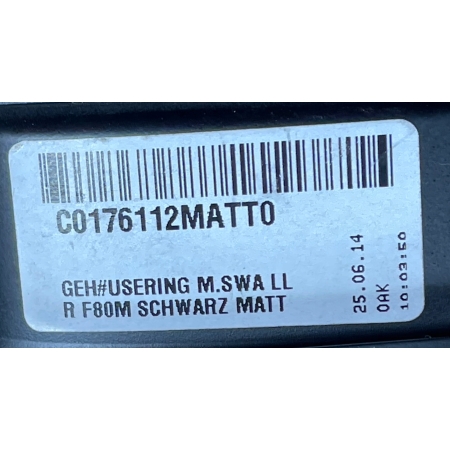 C0176112MATT0
GEH#USERING M.SWA LL
R F80M SCHWARZ MATT
25.06.14
OAK
10:03:50